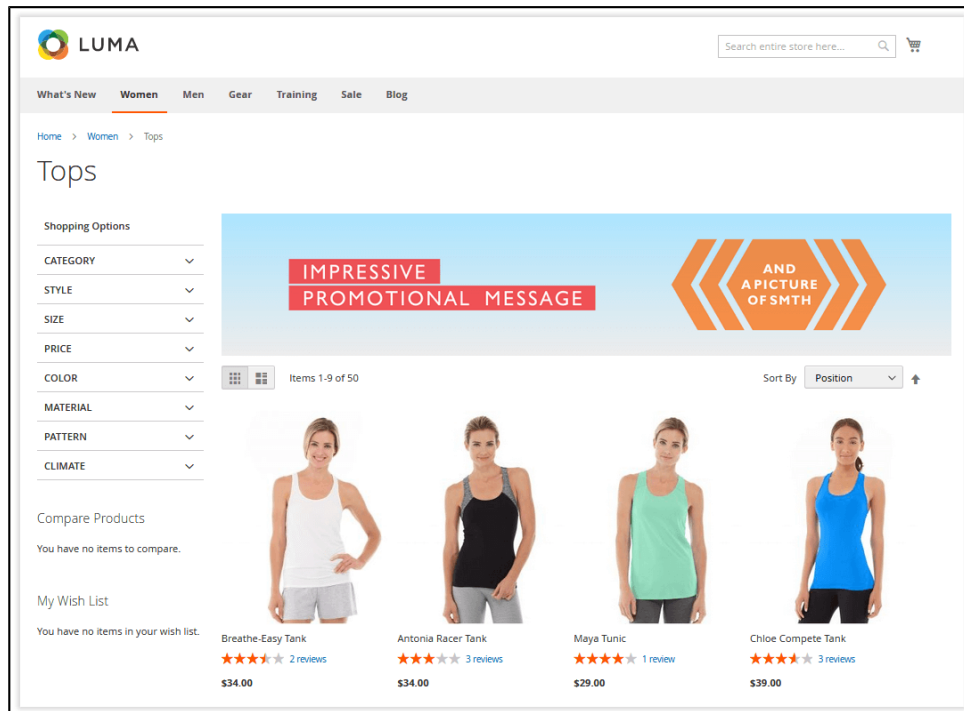 LUMA
Search entire store here...
What's New Women Men Gear Training Sale Blog
Home > Women > Tops
Tops
Shopping Options
CATEGORY
STYLE
SIZE
PRICE
COLOR
MATERIAL
PATTERN
CLIMATE
Compare Products
You have no items to compare.
My Wish List
You have no items in your wish list.
IMPRESSIVE
PROMOTIONAL MESSAGE
AND
A PICTURE
OF SMTH
Items 1-9 of 50
Sort By Position
Breathe-Easy Tank
2 reviews
$34.00
Antonia Racer Tank
3 reviews
$34.00
Maya Tunic
1 review
$29.00
Chloe Compete Tank
3 reviews
$39.00